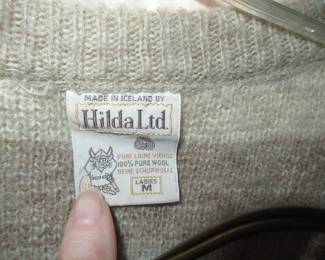 MADE IN ICELAND BY
Hilda Ltd.
PURE LAINE VIERGE
100% PURE WOOL
REINE SCHURWOLLE
LADIES
M